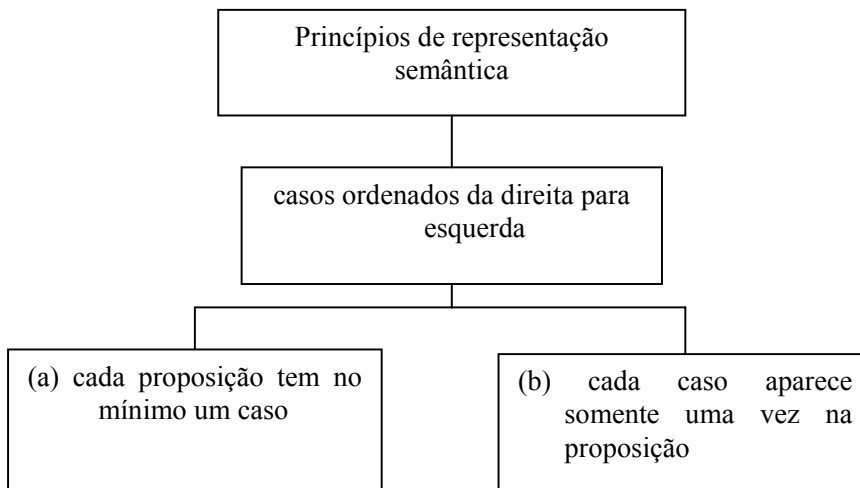 Princípios de representação
semântica
casos ordenados da direita para
esquerda
(a) cada proposição tem no
mínimo um caso
(b) cada caso aparece
somente uma vez na
proposição